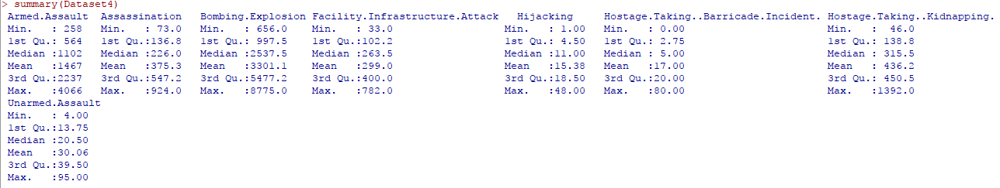 > summary(Dataset4)
Armed.Assault Assassination Bombing.Explosion Facility.Infrastructure.Attack Hijacking Hostage.Taking..Barricade.Incident. Hostage.Taking..Kidnapping.
Min. : 258 Min. : 73.0 Min. : 656.0 Min. : 33.0 Min. : 1.00 Min. : 0.00 Min. : 46.0
1st Qu.: 564 1st Qu.:136.8 1st Qu.: 997.5 1st Qu.:102.2 1st Qu.: 4.50 1st Qu.: 2.75 1st Qu.: 138.8
Median :1102 Median :226.0 Median :2537.5 Median :263.5 Median :11.00 Median : 5.00 Median : 315.5
Mean :1467 Mean :375.3 Mean :3301.1 Mean :299.0 Mean :15.38 Mean :17.00 Mean : 436.2
3rd Qu.:2237 3rd Qu.:547.2 3rd Qu.:5477.2 3rd Qu.:400.0 3rd Qu.:18.50 3rd Qu.:20.00 3rd Qu.: 450.5
Max. :4066 Max. :924.0 Max. :8775.0 Max. :782.0 Max. :48.00 Max. :80.00 Max. :1392.0
Unarmed.Assault
Min. : 4.00
1st Qu.:13.75
Median :20.50
Mean :30.06
3rd Qu.:39.50
Max. :95.00